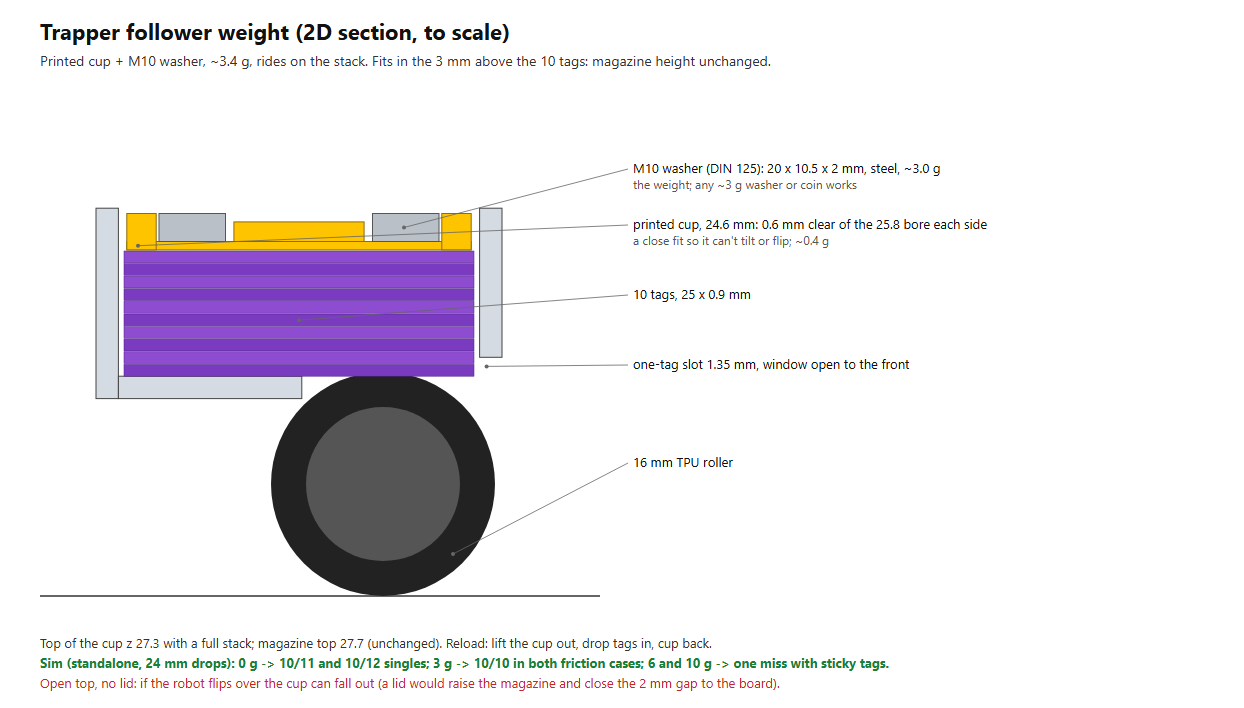 Trapper follower weight (2D section, to scale)
Printed cup + M10 washer, ~3.4 g, rides on the stack. Fits in the 3 mm above the 10 tags: magazine height unchanged.
M10 washer (DIN 125): 20 x 10.5 x 2 mm, steel, ~3.0 g
the weight; any ~3 g washer or coin works
printed cup, 24.6 mm: 0.6 mm clear of the 25.8 bore each side
a close fit so it can't tilt or flip; ~0.4 g
10 tags, 25 x 0.9 mm
one-tag slot 1.35 mm, window open to the front
16 mm TPU roller
Top of the cup z 27.3 with a full stack; magazine top 27.7 (unchanged). Reload: lift the cup out, drop tags in, cup back.
Sim (standalone, 24 mm drops): 0 g -> 10/11 and 10/12 singles; 3 g -> 10/10 in both friction cases; 6 and 10 g -> one miss with sticky tags.
Open top, no lid: if the robot flips over the cup can fall out (a lid would raise the magazine and close the 2 mm gap to the board).